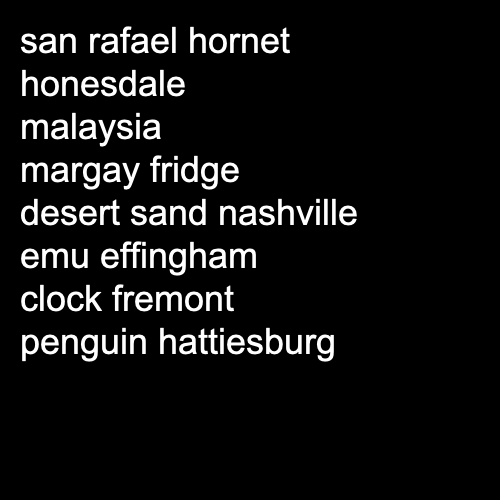 san rafael hornet
honesdale
malaysia
margay fridge
desert sand nashville
emu effingham
clock fremont
penguin hattiesburg